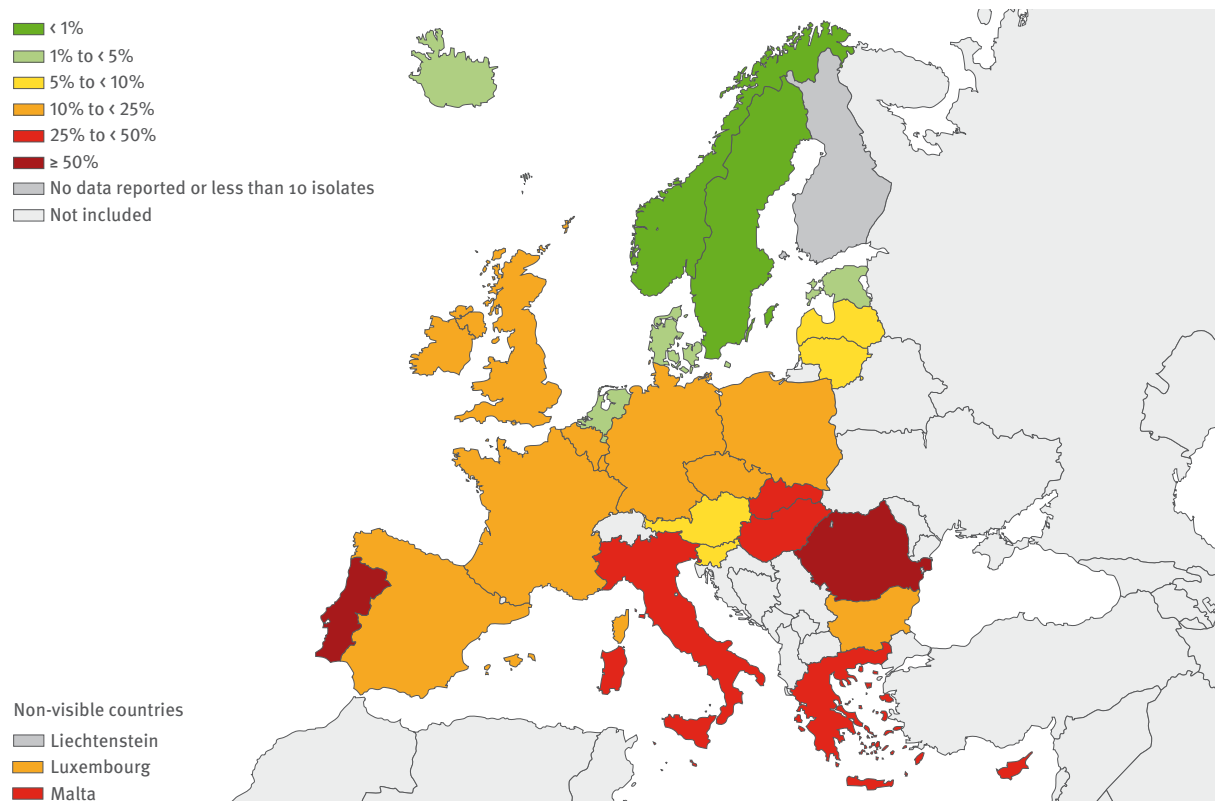 < 1%
1% to < 5%
5% to < 10%
10% to < 25%
25% to < 50%
≥ 50%
No data reported or less than 10 isolates
Not included
Non-visible countries
Liechtenstein
Luxembourg
Malta